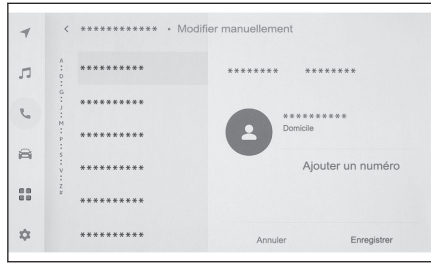 ************ • Modifier manuellement
A
D
G
J
M
P
S
V
Z
#
**********
**********
**********
**********
**********
**********
******** ********
**********
Domicile
Ajouter un numéro
Annuler Enregistrer